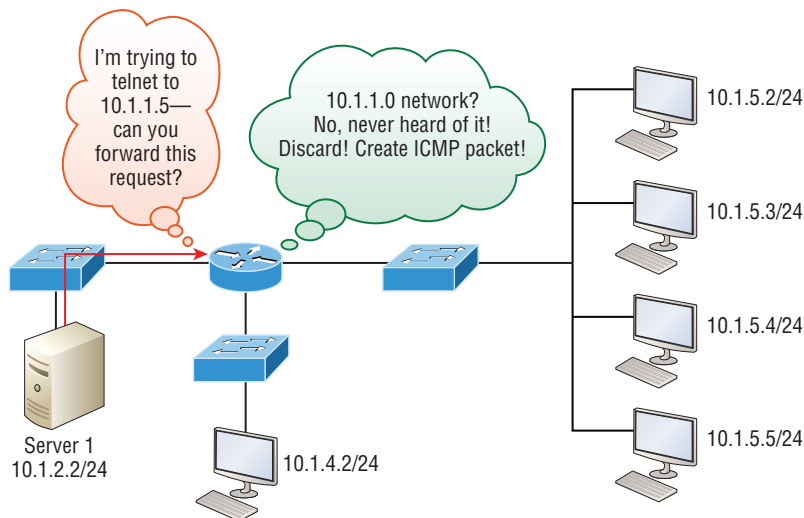 I’m trying to
telnet to
10.1.1.5—
can you
forward this
request?
10.1.1.0 network?
No, never heard of it!
Discard! Create ICMP packet!
10.1.5.2/24
10.1.5.3/24
10.1.5.4/24
10.1.5.5/24
Server 1
10.1.2.2/24
10.1.4.2/24